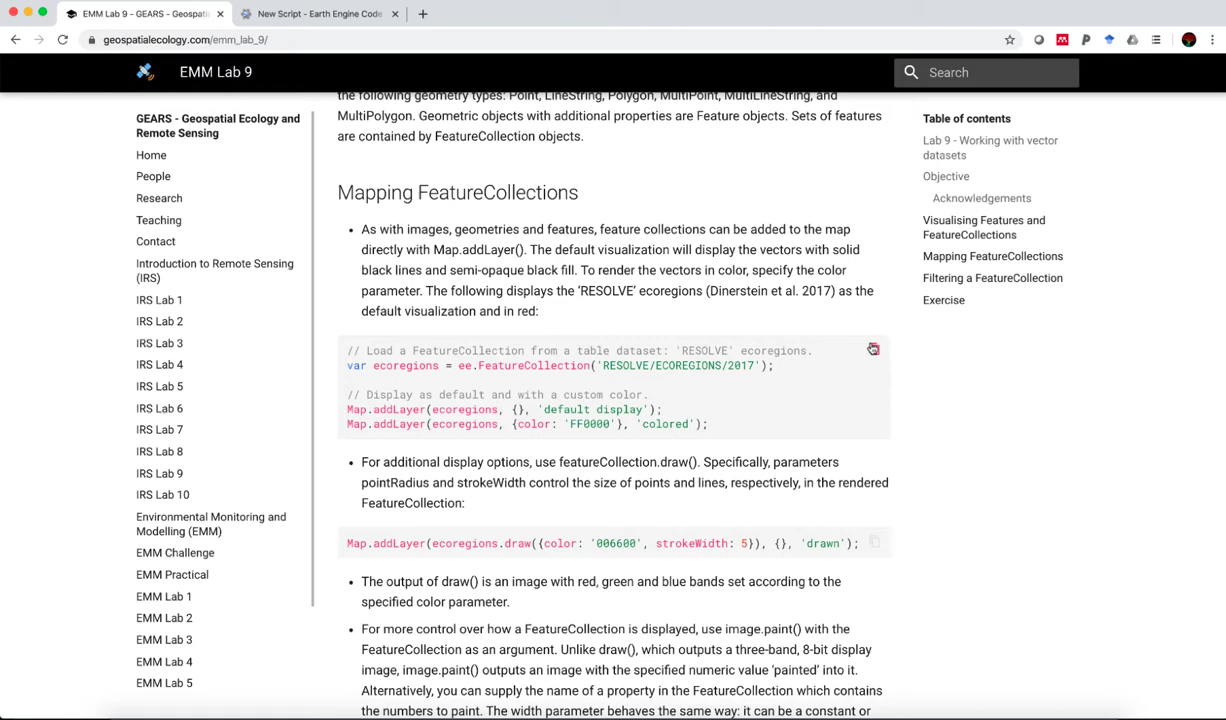 EMM Lab 9 - GEARS - Geospati
New Script - Earth Engine Code
geospatialecology.com/emm_lab_9/
EMM Lab 9
Search
GEARS - Geospatial Ecology and
Remote Sensing
Home
People
Research
Teaching
Contact
Introduction to Remote Sensing
(IRS)
IRS Lab 1
IRS Lab 2
IRS Lab 3
IRS Lab 4
IRS Lab 5
IRS Lab 6
IRS Lab 7
IRS Lab 8
IRS Lab 9
IRS Lab 10
Environmental Monitoring and
Modelling (EMM)
EMM Challenge
EMM Practical
EMM Lab 1
EMM Lab 2
EMM Lab 3
EMM Lab 4
EMM Lab 5
the following geometry types: Point, LineString, Polygon, MultiPoint, MultiLineString, and
MultiPolygon. Geometric objects with additional properties are Feature objects. Sets of features
are contained by FeatureCollection objects.
Mapping FeatureCollections
• As with images, geometries and features, feature collections can be added to the map
directly with Map.addLayer(). The default visualization will display the vectors with solid
black lines and semi-opaque black fill. To render the vectors in color, specify the color
parameter. The following displays the ‘RESOLVE’ ecoregions (Dinerstein et al. 2017) as the
default visualization and in red:
// Load a FeatureCollection from a table dataset: 'RESOLVE' ecoregions.
var ecoregions = ee.FeatureCollection('RESOLVE/ECOREGIONS/2017');
// Display as default and with a custom color.
Map.addLayer(ecoregions, {}, 'default display');
Map.addLayer(ecoregions, {color: 'FF0000'}, 'colored');
• For additional display options, use featureCollection.draw(). Specifically, parameters
pointRadius and strokeWidth control the size of points and lines, respectively, in the rendered
FeatureCollection:
Map.addLayer(ecoregions.draw({color: '006600', strokeWidth: 5}), {}, 'drawn');
• The output of draw() is an image with red, green and blue bands set according to the
specified color parameter.
• For more control over how a FeatureCollection is displayed, use image.paint() with the
FeatureCollection as an argument. Unlike draw(), which outputs a three-band, 8-bit display
image, image.paint() outputs an image with the specified numeric value ‘painted’ into it.
Alternatively, you can supply the name of a property in the FeatureCollection which contains
the numbers to paint. The width parameter behaves the same way: it can be a constant or
Table of contents
Lab 9 - Working with vector
datasets
Objective
Acknowledgements
Visualising Features and
FeatureCollections
Mapping FeatureCollections
Filtering a FeatureCollection
Exercise